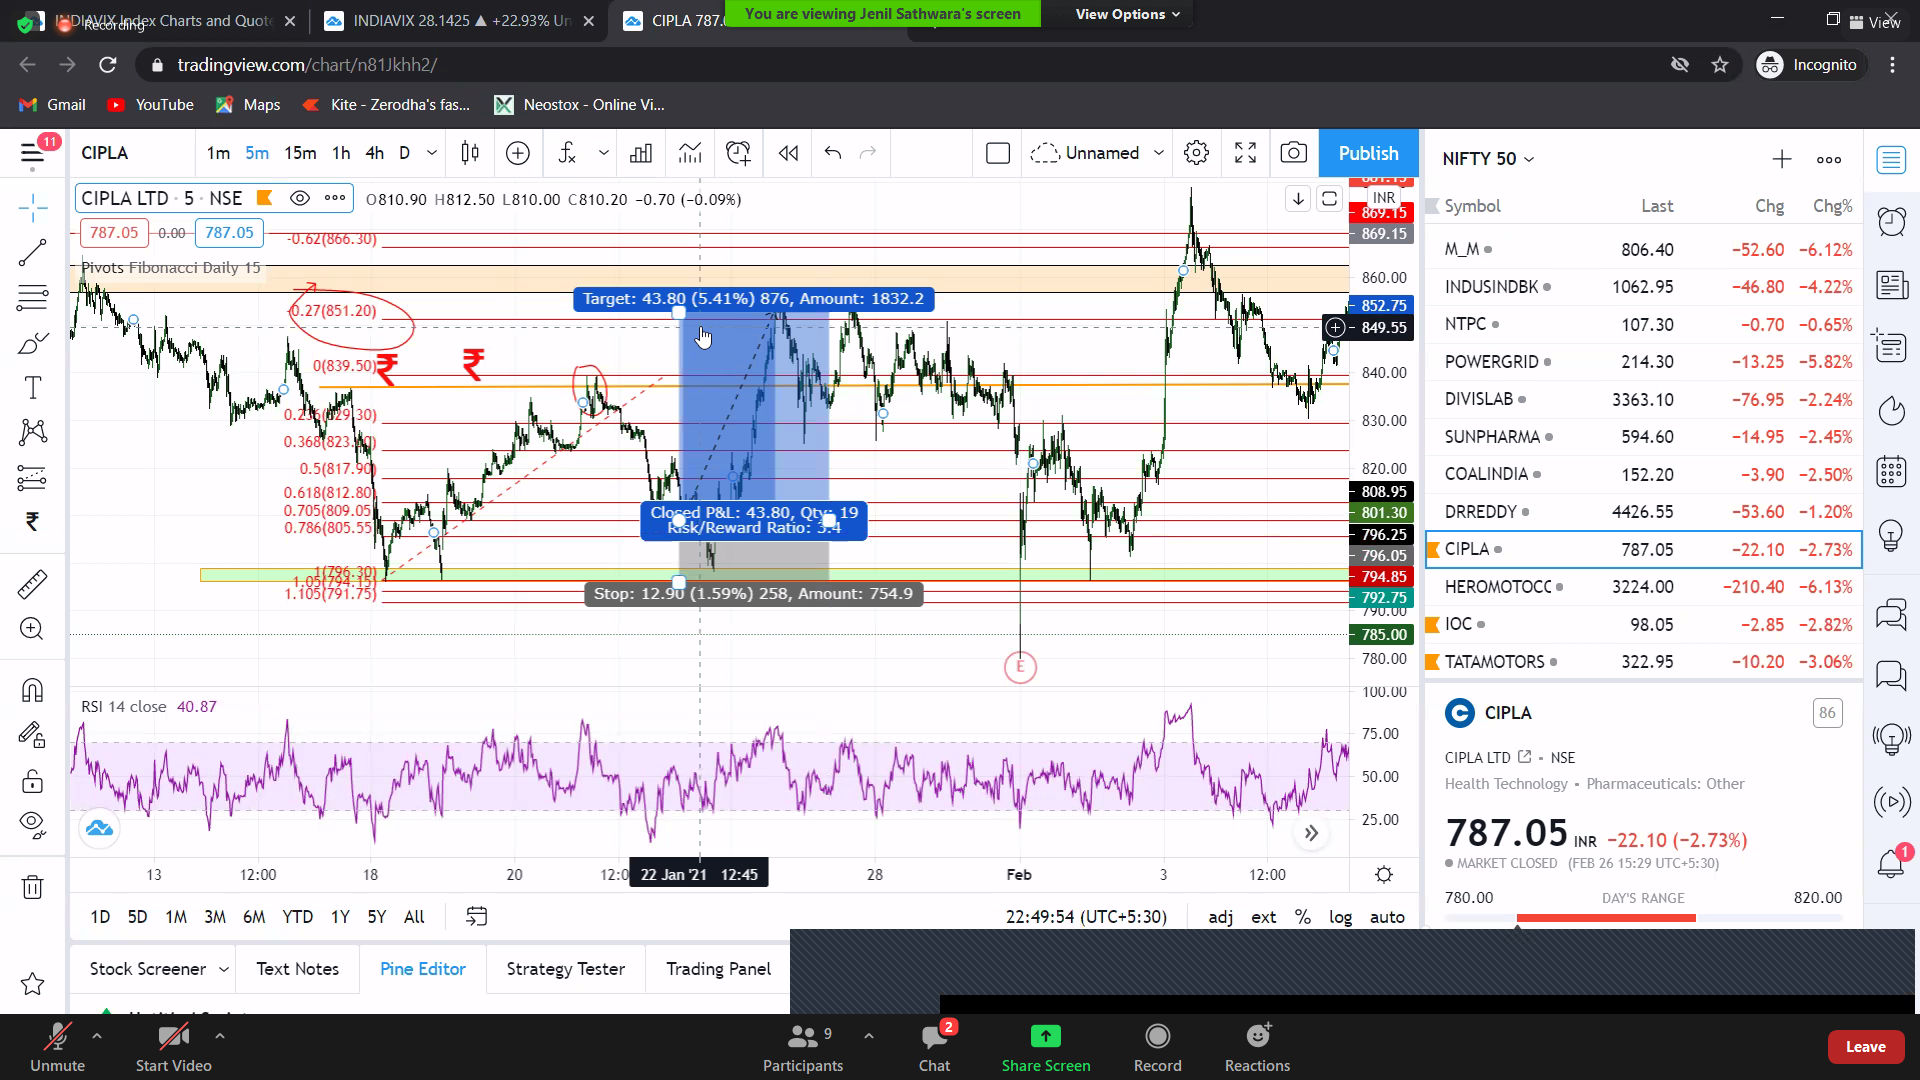 INDIAVIX Index Charts and Quote
INDIAVIX 28.1425 ▲ +22.93% Un
CIPLA 787.0
You are viewing Jenil Sathwara's screen
View Options
View
Recording
tradingview.com/chart/n81Jkhh2/
Incognito
Gmail
YouTube
Maps
Kite - Zerodha's fas...
Neostox - Online Vi...
11
CIPLA
1m 5m 15m 1h 4h D
Unnamed
Publish
NIFTY 50
CIPLA LTD · 5 · NSE
O810.90 H812.50 L810.00 C810.20 −0.70 (−0.09%)
INR
787.05 0.00 787.05
Pivots Fibonacci Daily 15
-0.62(866.30)
-0.27(851.20)
0(839.50)
0.236(829.30)
0.5(817.90)
0.618(812.80)
0.705(809.05)
0.786(805.55)
1(796.30)
1.05(794.15)
1.105(791.75)
₹ ₹
Target: 43.80 (5.41%) 876, Amount: 1832.2
Closed P&L: 43.80, Qty: 19
Risk/Reward Ratio: 3.4
Stop: 12.90 (1.59%) 258, Amount: 754.9
E
869.15
869.15
860.00
852.75
849.55
840.00
830.00
820.00
808.95
801.30
796.25
796.05
794.85
792.75
790.00
785.00
780.00
RSI 14 close 40.87
100.00
75.00
50.00
25.00
13 12:00 18 20 12:0 22 Jan '21 12:45 28 Feb 3 12:00
1D 5D 1M 3M 6M YTD 1Y 5Y All
22:49:54 (UTC+5:30)
adj ext % log auto
Stock Screener
Text Notes
Pine Editor
Strategy Tester
Trading Panel
Symbol Last Chg Chg%
M_M 806.40 −52.60 −6.12%
INDUSINDBK 1062.95 −46.80 −4.22%
NTPC 107.30 −0.70 −0.65%
POWERGRID 214.30 −13.25 −5.82%
DIVISLAB 3363.10 −76.95 −2.24%
SUNPHARMA 594.60 −14.95 −2.45%
COALINDIA 152.20 −3.90 −2.50%
DRREDDY 4426.55 −53.60 −1.20%
CIPLA 787.05 −22.10 −2.73%
HEROMOTOCC 3224.00 −210.40 −6.13%
IOC 98.05 −2.85 −2.82%
TATAMOTORS 322.95 −10.20 −3.06%
CIPLA
86
CIPLA LTD · NSE
Health Technology • Pharmaceuticals: Other
787.05 INR −22.10 (−2.73%)
MARKET CLOSED (FEB 26 15:29 UTC+5:30)
780.00 DAY'S RANGE 820.00
1
Unmute
Start Video
9
Participants
2
Chat
Share Screen
Record
Reactions
Leave